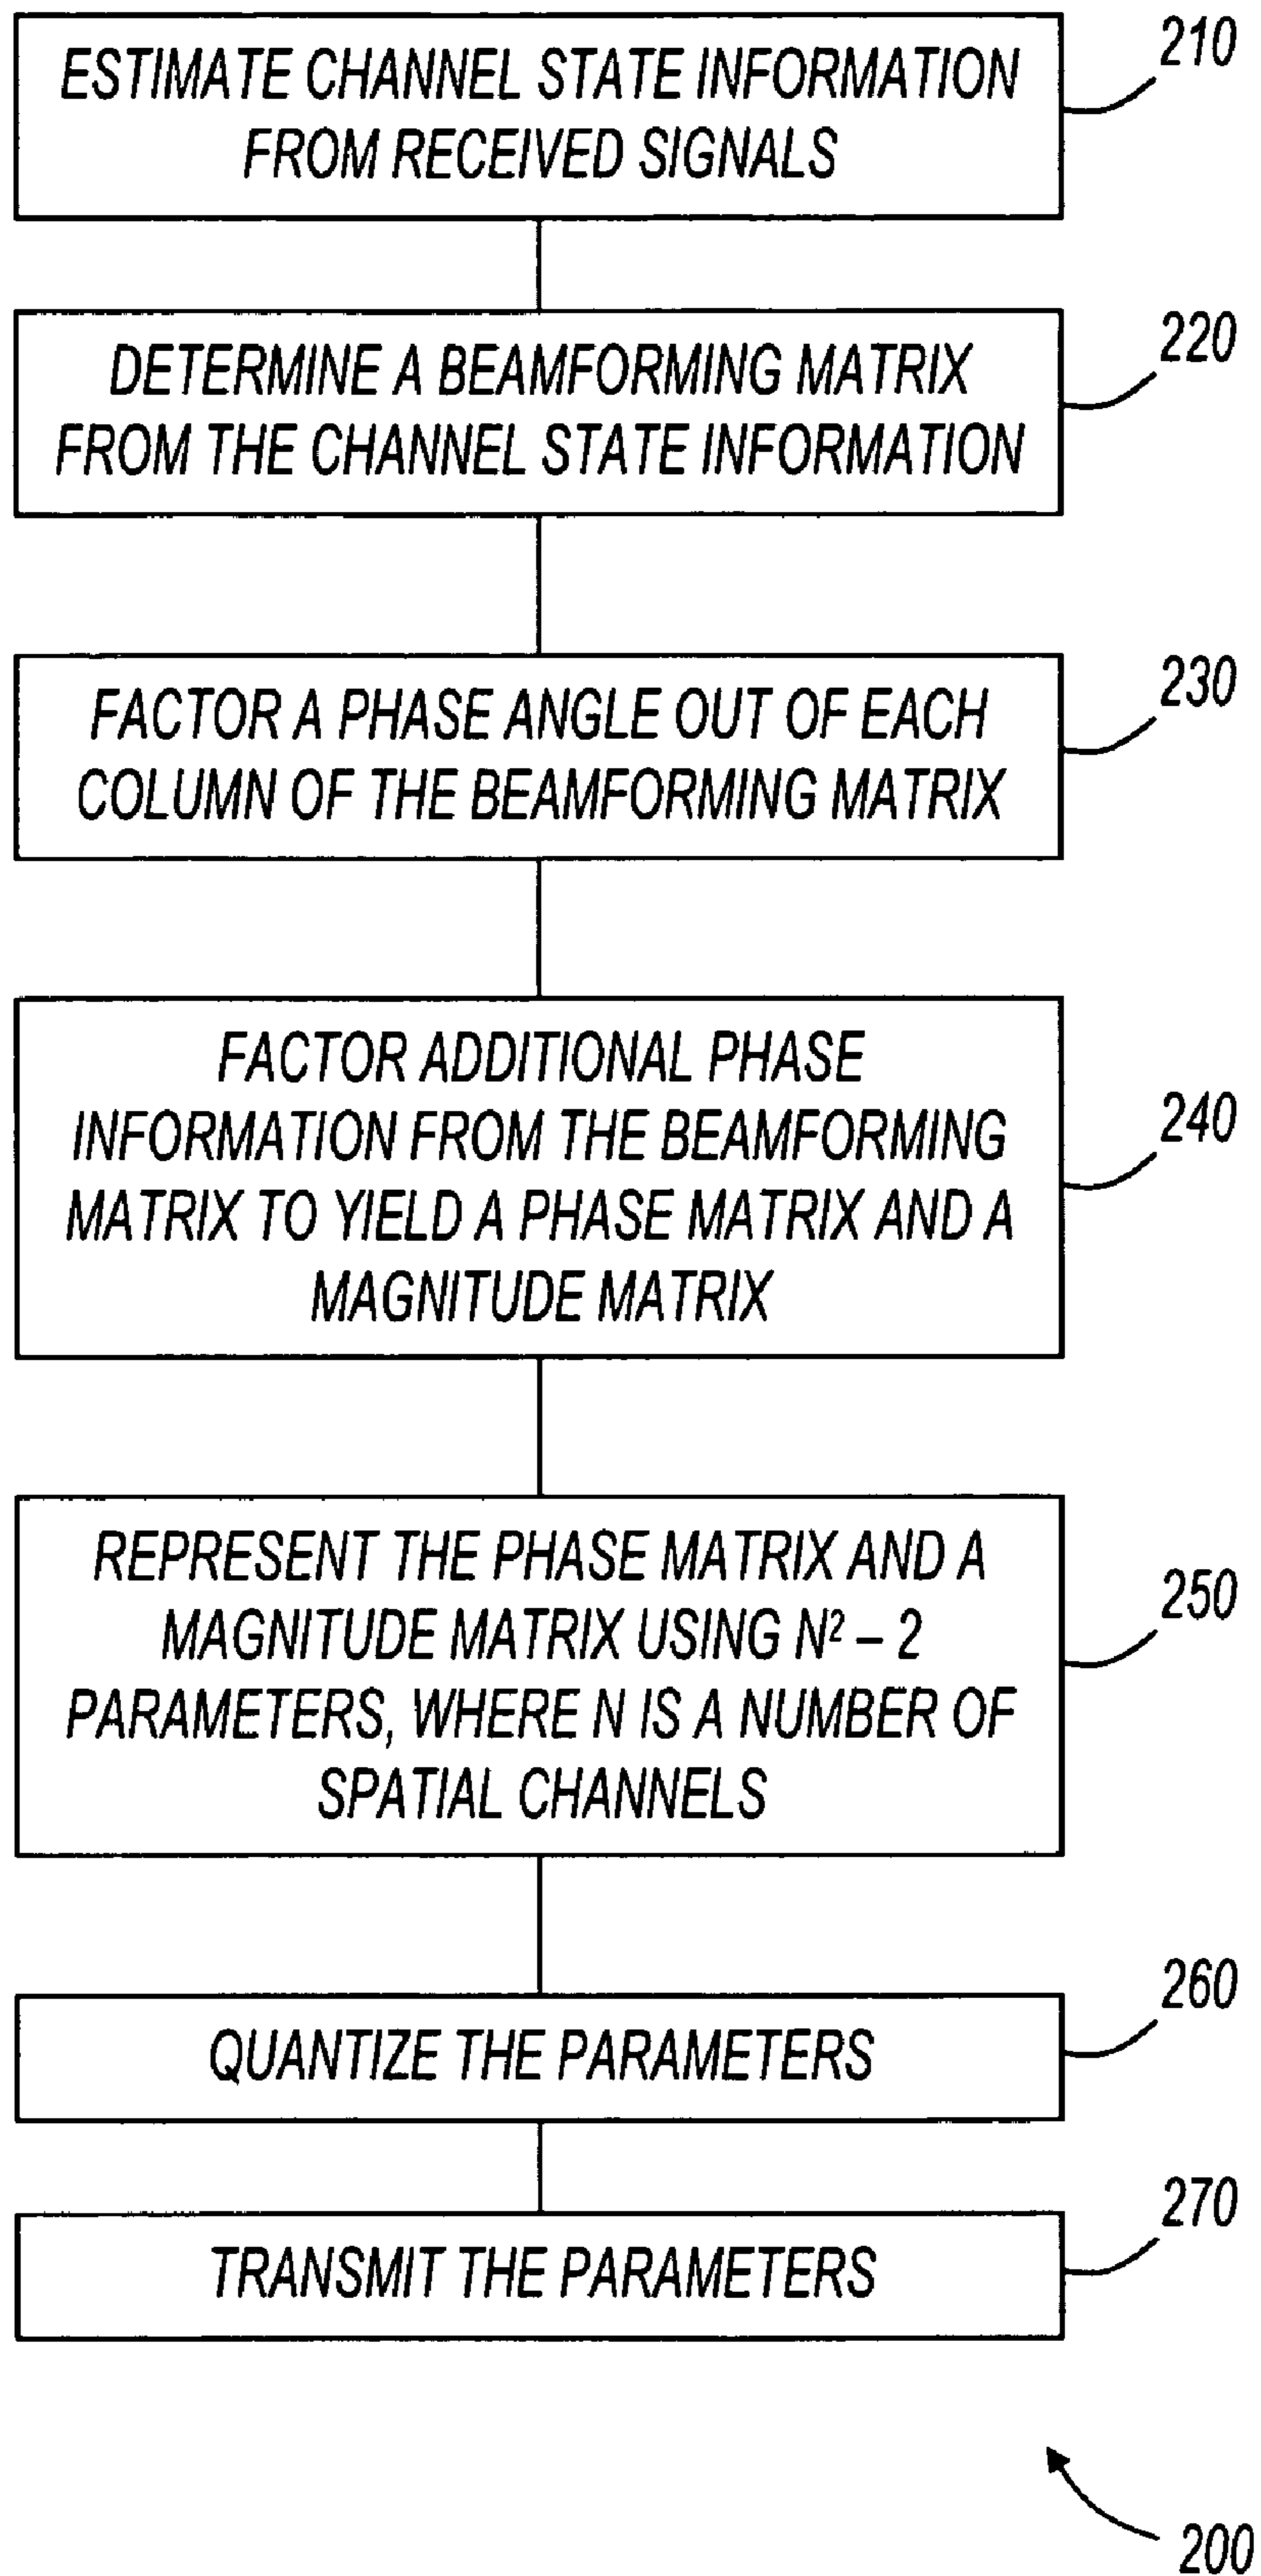 ESTIMATE CHANNEL STATE INFORMATION
FROM RECEIVED SIGNALS
210
DETERMINE A BEAMFORMING MATRIX
FROM THE CHANNEL STATE INFORMATION
220
FACTOR A PHASE ANGLE OUT OF EACH
COLUMN OF THE BEAMFORMING MATRIX
230
FACTOR ADDITIONAL PHASE
INFORMATION FROM THE BEAMFORMING
MATRIX TO YIELD A PHASE MATRIX AND A
MAGNITUDE MATRIX
240
REPRESENT THE PHASE MATRIX AND A
MAGNITUDE MATRIX USING N² – 2
PARAMETERS, WHERE N IS A NUMBER OF
SPATIAL CHANNELS
250
QUANTIZE THE PARAMETERS
260
TRANSMIT THE PARAMETERS
270
200